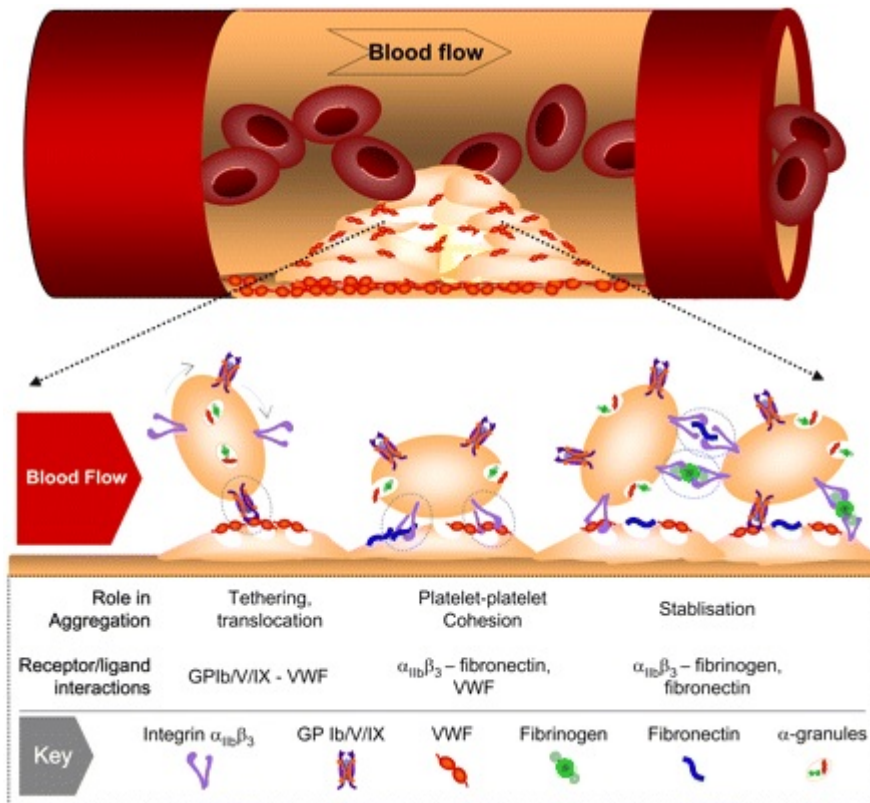 Blood flow
Blood Flow
Role in
Aggregation
Tethering,
translocation
Platelet-platelet
Cohesion
Stablisation
Receptor/ligand
interactions
GPIb/V/IX - VWF
αIIbβ3 – fibronectin,
VWF
αIIbβ3 – fibrinogen,
fibronectin
Key
Integrin αIIbβ3
GP Ib/V/IX
VWF
Fibrinogen
Fibronectin
α-granules